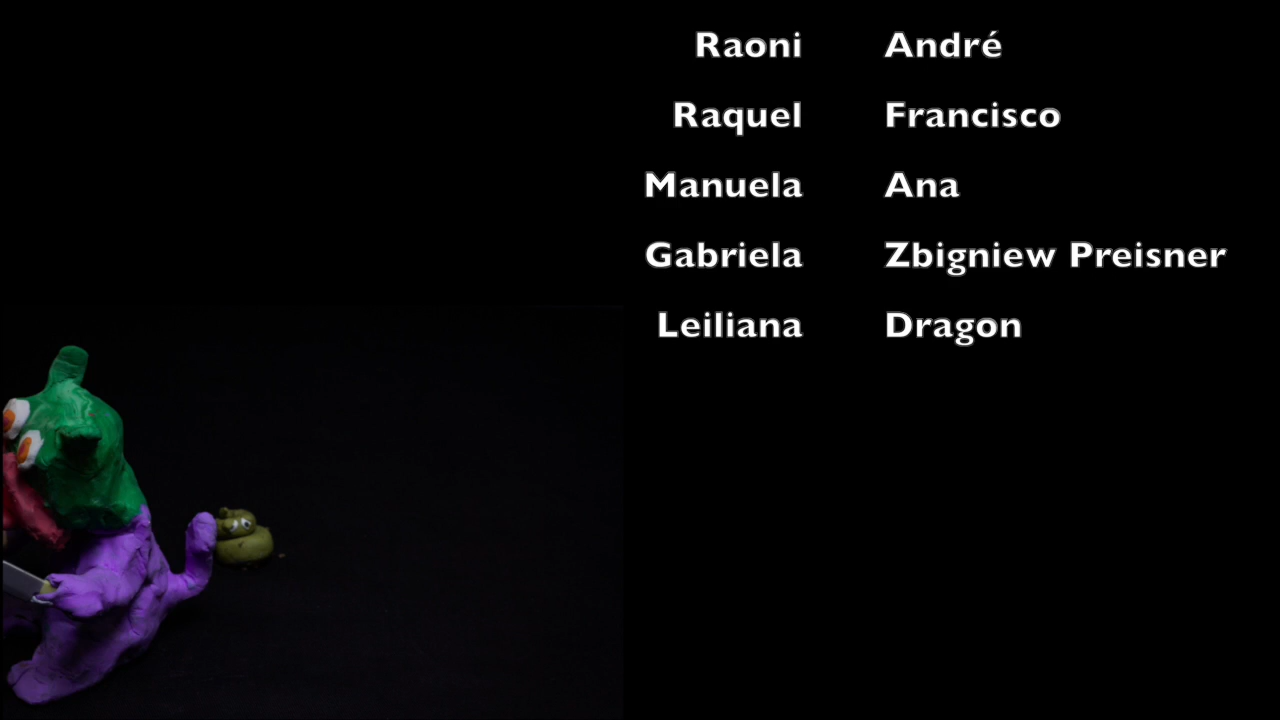 Raoni André
Raquel Francisco
Manuela Ana
Gabriela Zbigniew Preisner
Leiliana Dragon